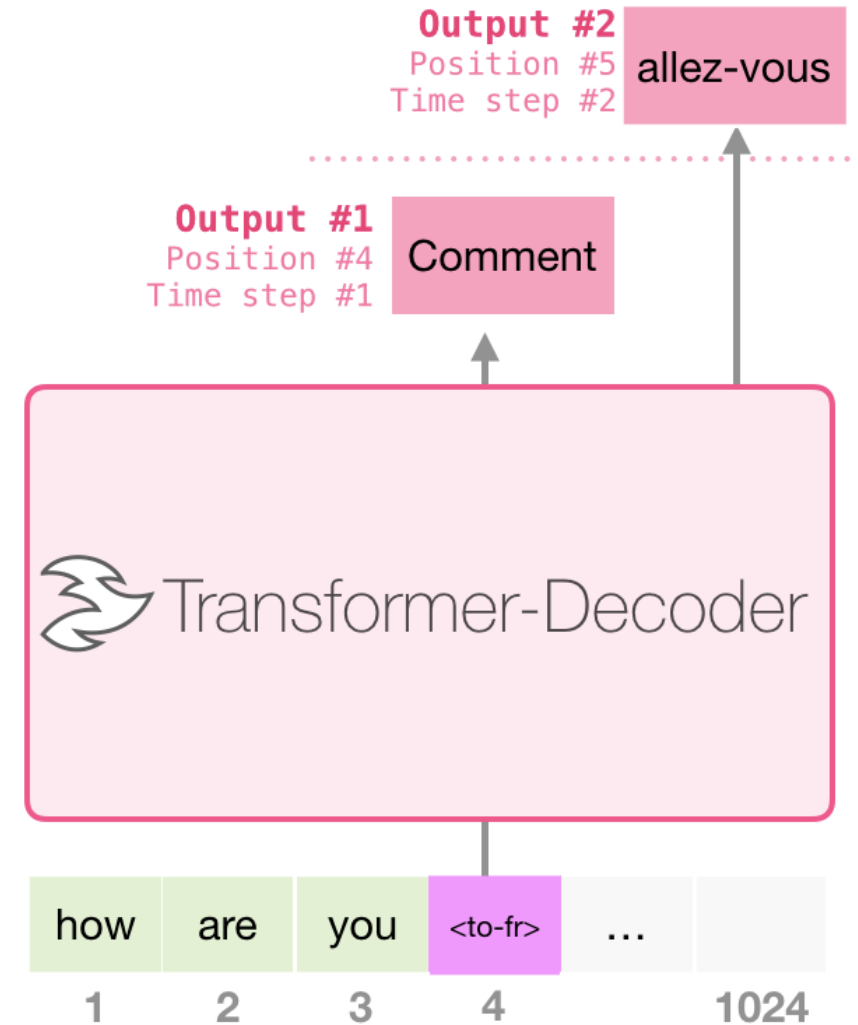 Output #2
Position #5
Time step #2
allez-vous
Output #1
Position #4
Time step #1
Comment
Transformer-Decoder
how are you <to-fr> ...
1 2 3 4 1024